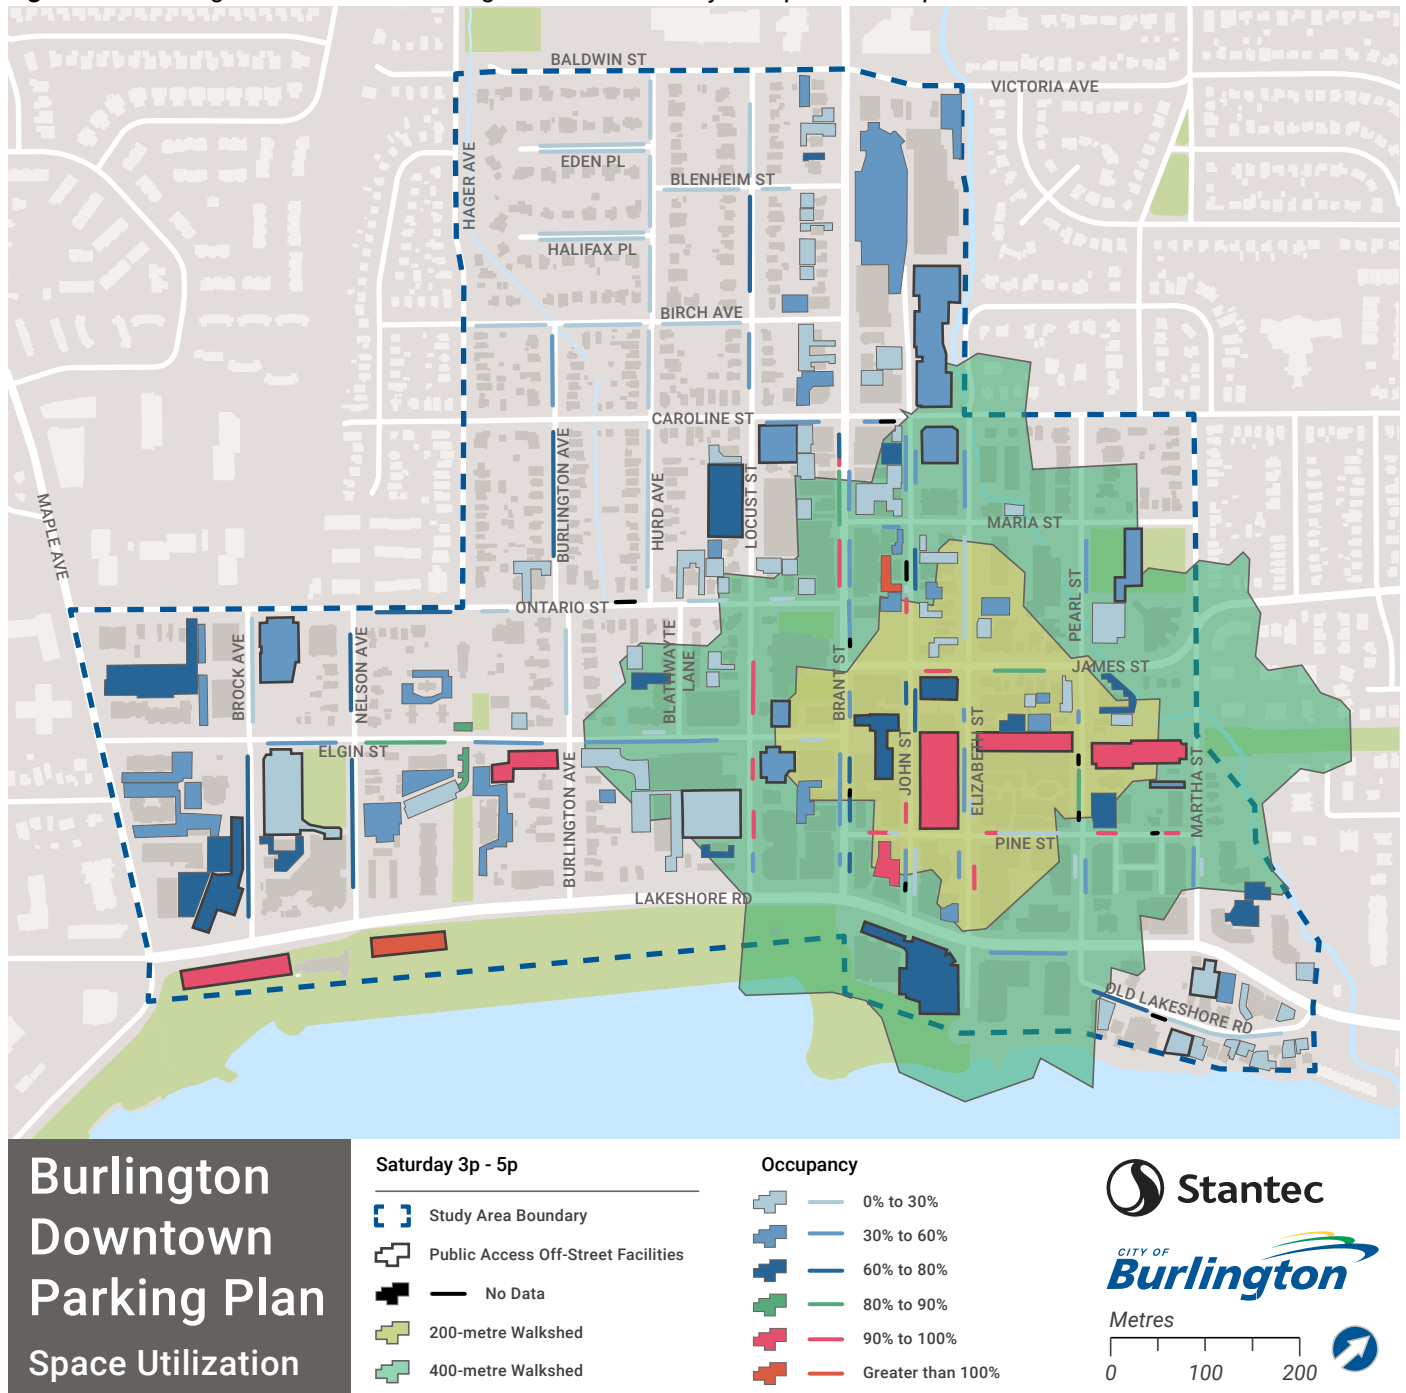 BALDWIN ST
VICTORIA AVE
HAGER AVE
EDEN PL
BLENHEIM ST
HALIFAX PL
BIRCH AVE
CAROLINE ST
BURLINGTON AVE
HURD AVE
LOCUST ST
MAPLE AVE
MARIA ST
PEARL ST
ONTARIO ST
BROCK AVE
NELSON AVE
BLATHWAYTE
LANE
BRANT ST
JAMES ST
ELGIN ST
JOHN ST
ELIZABETH ST
MARTHA ST
BURLINGTON AVE
PINE ST
LAKESHORE RD
OLD LAKESHORE RD
Burlington
Downtown
Parking Plan
Space Utilization
Saturday 3p - 5p
Study Area Boundary
Public Access Off-Street Facilities
No Data
200-metre Walkshed
400-metre Walkshed
Occupancy
0% to 30%
30% to 60%
60% to 80%
80% to 90%
90% to 100%
Greater than 100%
Stantec
CITY OF
Burlington
Metres
0 100 200